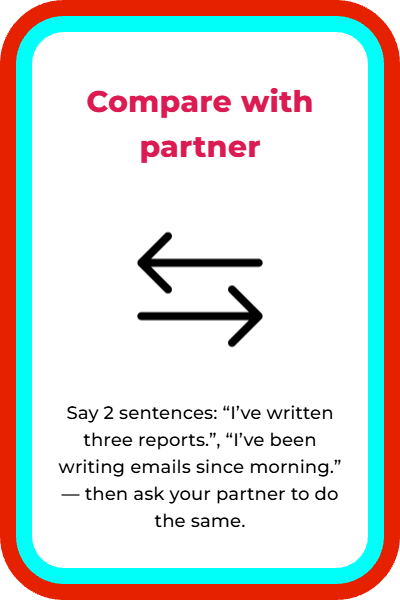 Compare with
partner
Say 2 sentences: “I’ve written
three reports.”, “I’ve been
writing emails since morning.”
— then ask your partner to do
the same.